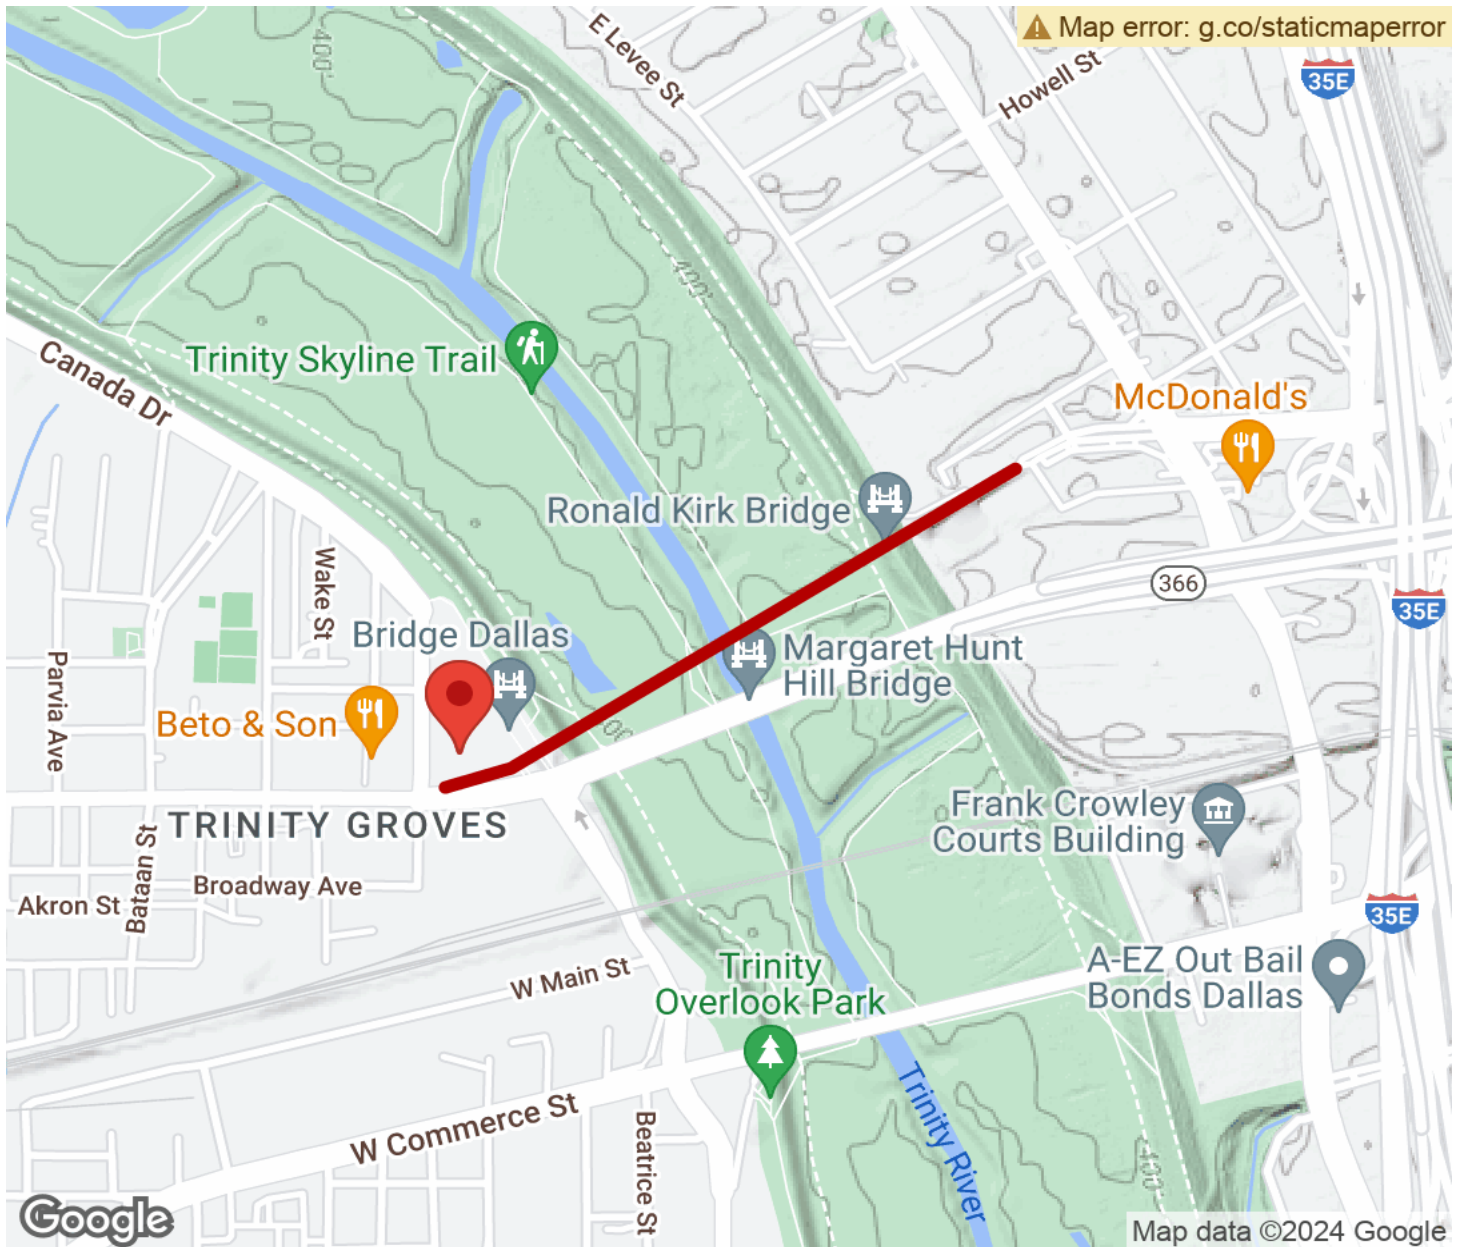 Map error: g.co/staticmaperror
E Levee St
400'
Howell St
35E
400'
Trinity Skyline Trail
Canada Dr
McDonald's
Ronald Kirk Bridge
366
35E
Wake St
Bridge Dallas
Margaret Hunt
Hill Bridge
Parvia Ave
Beto & Son
TRINITY GROVES
Frank Crowley
Courts Building
Bataan St
Broadway Ave
Akron St
35E
W Main St
Trinity
Overlook Park
A-EZ Out Bail
Bonds Dallas
W Commerce St
Trinity River
Beatrice St
400'
Google
Map data ©2024 Google